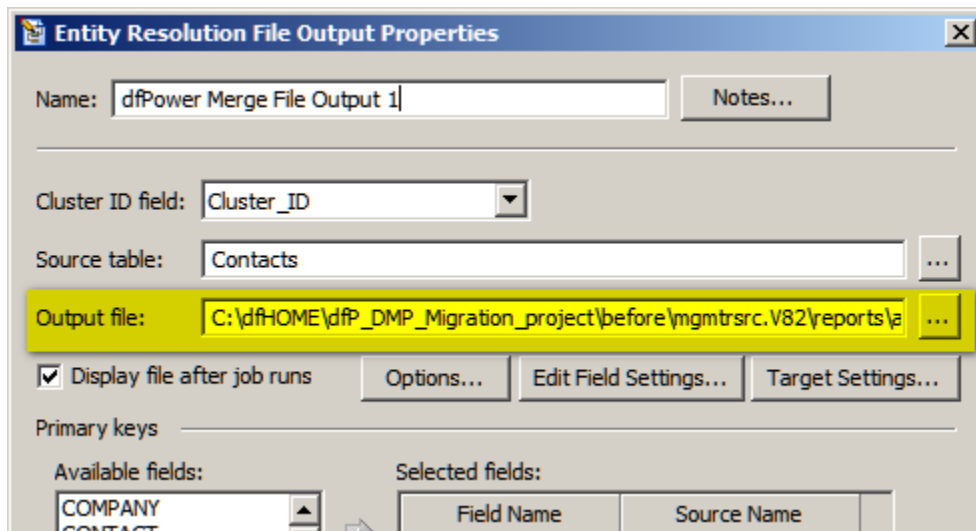 Entity Resolution File Output Properties
Name: dfPower Merge File Output 1 Notes...
Cluster ID field: Cluster_ID
Source table: Contacts ...
Output file: C:\dfHOME\dfP_DMP_Migration_project\before\mgmtrsrc.V82\reports\a ...
Display file after job runs Options... Edit Field Settings... Target Settings...
Primary keys
Available fields: Selected fields:
COMPANY Field Name Source Name
CONTACT